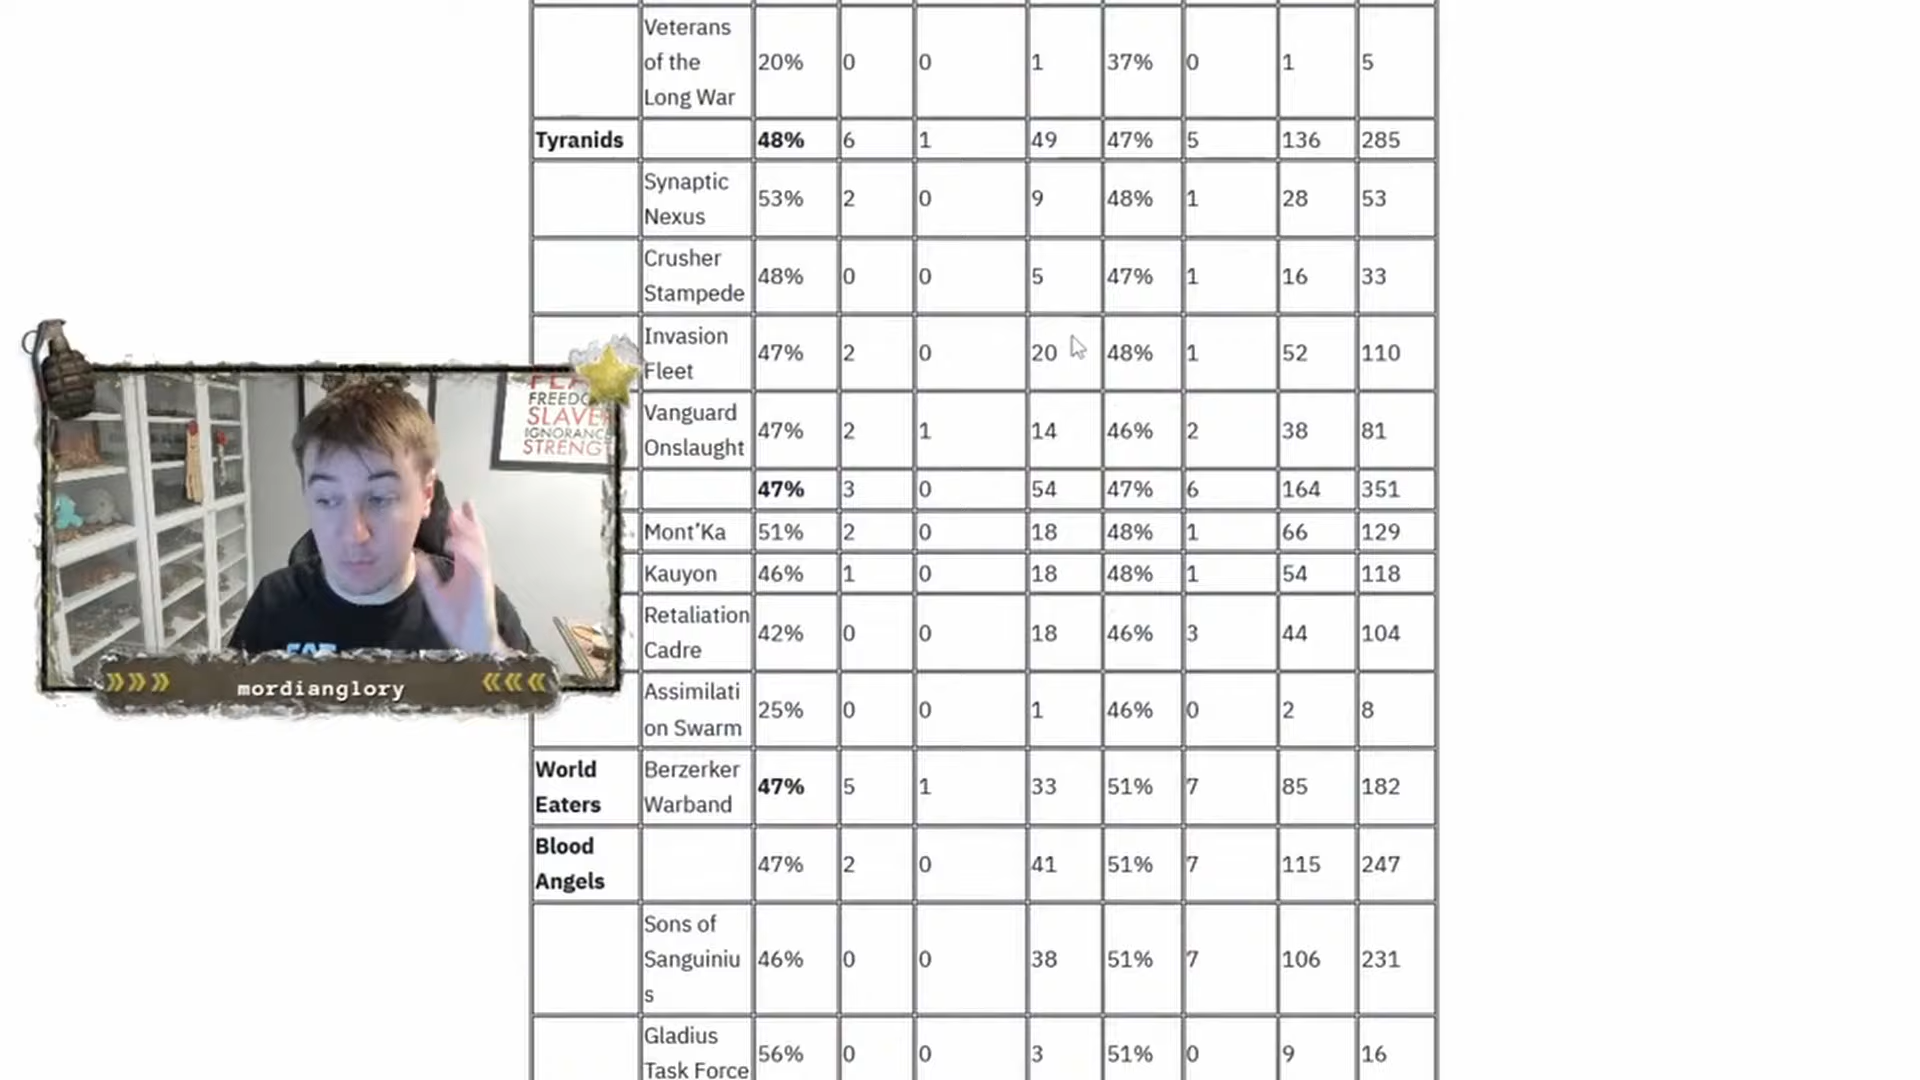 Veterans
of the
Long War
20% 0 0 1 37% 0 1 5
Tyranids 48% 6 1 49 47% 5 136 285
Synaptic
Nexus
53% 2 0 9 48% 1 28 53
Crusher
Stampede
48% 0 0 5 47% 1 16 33
Invasion
Fleet
47% 2 0 20 48% 1 52 110
Vanguard
Onslaught
47% 2 1 14 46% 2 38 81
47% 3 0 54 47% 6 164 351
Mont'Ka 51% 2 0 18 48% 1 66 129
Kauyon 46% 1 0 18 48% 1 54 118
Retaliation
Cadre
42% 0 0 18 46% 3 44 104
Assimilati
on Swarm
25% 0 0 1 46% 0 2 8
World
Eaters
Berzerker
Warband
47% 5 1 33 51% 7 85 182
Blood
Angels
47% 2 0 41 51% 7 115 247
Sons of
Sanguiniu
s
46% 0 0 38 51% 7 106 231
Gladius
Task Force
56% 0 0 3 51% 0 9 16
FREEDO
SLAVE
IGNORANCE
STRENG
mordianglory